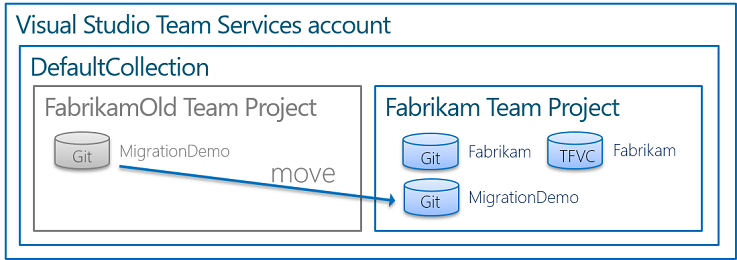 Visual Studio Team Services account
DefaultCollection
FabrikamOld Team Project
Git MigrationDemo
move
Fabrikam Team Project
Git Fabrikam TFVC Fabrikam
Git MigrationDemo